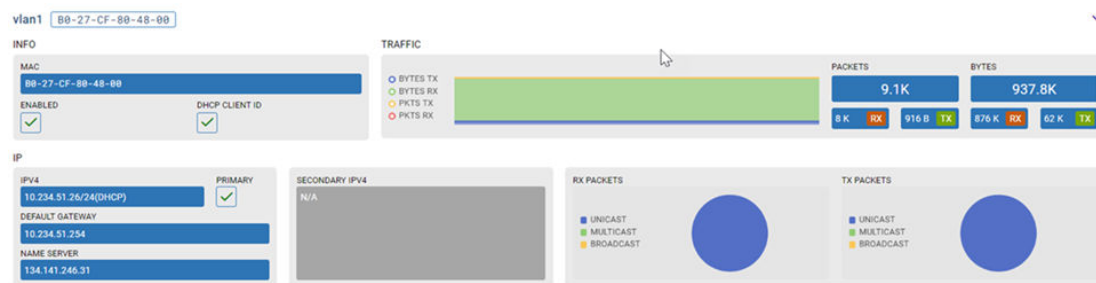 vlan1 B0-27-CF-80-48-00
INFO
MAC
B0-27-CF-80-48-00
ENABLED DHCP CLIENT ID
TRAFFIC
BYTES TX
BYTES RX
PKTS TX
PKTS RX
PACKETS
9.1K
8 K RX 916 B TX
BYTES
937.8K
876 K RX 62 K TX
IP
IPV4 PRIMARY
10.234.51.26/24(DHCP)
DEFAULT GATEWAY
10.234.51.254
NAME SERVER
134.141.246.31
SECONDARY IPV4
N/A
RX PACKETS
UNICAST
MULTICAST
BROADCAST
TX PACKETS
UNICAST
MULTICAST
BROADCAST